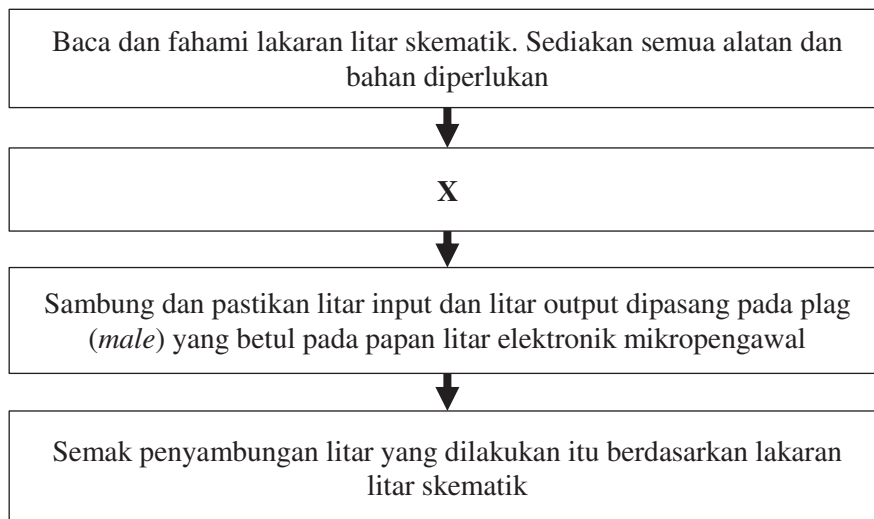 Baca dan fahami lakaran litar skematik. Sediakan semua alatan dan
bahan diperlukan
X
Sambung dan pastikan litar input dan litar output dipasang pada plag
(male) yang betul pada papan litar elektronik mikropengawal
Semak penyambungan litar yang dilakukan itu berdasarkan lakaran
litar skematik